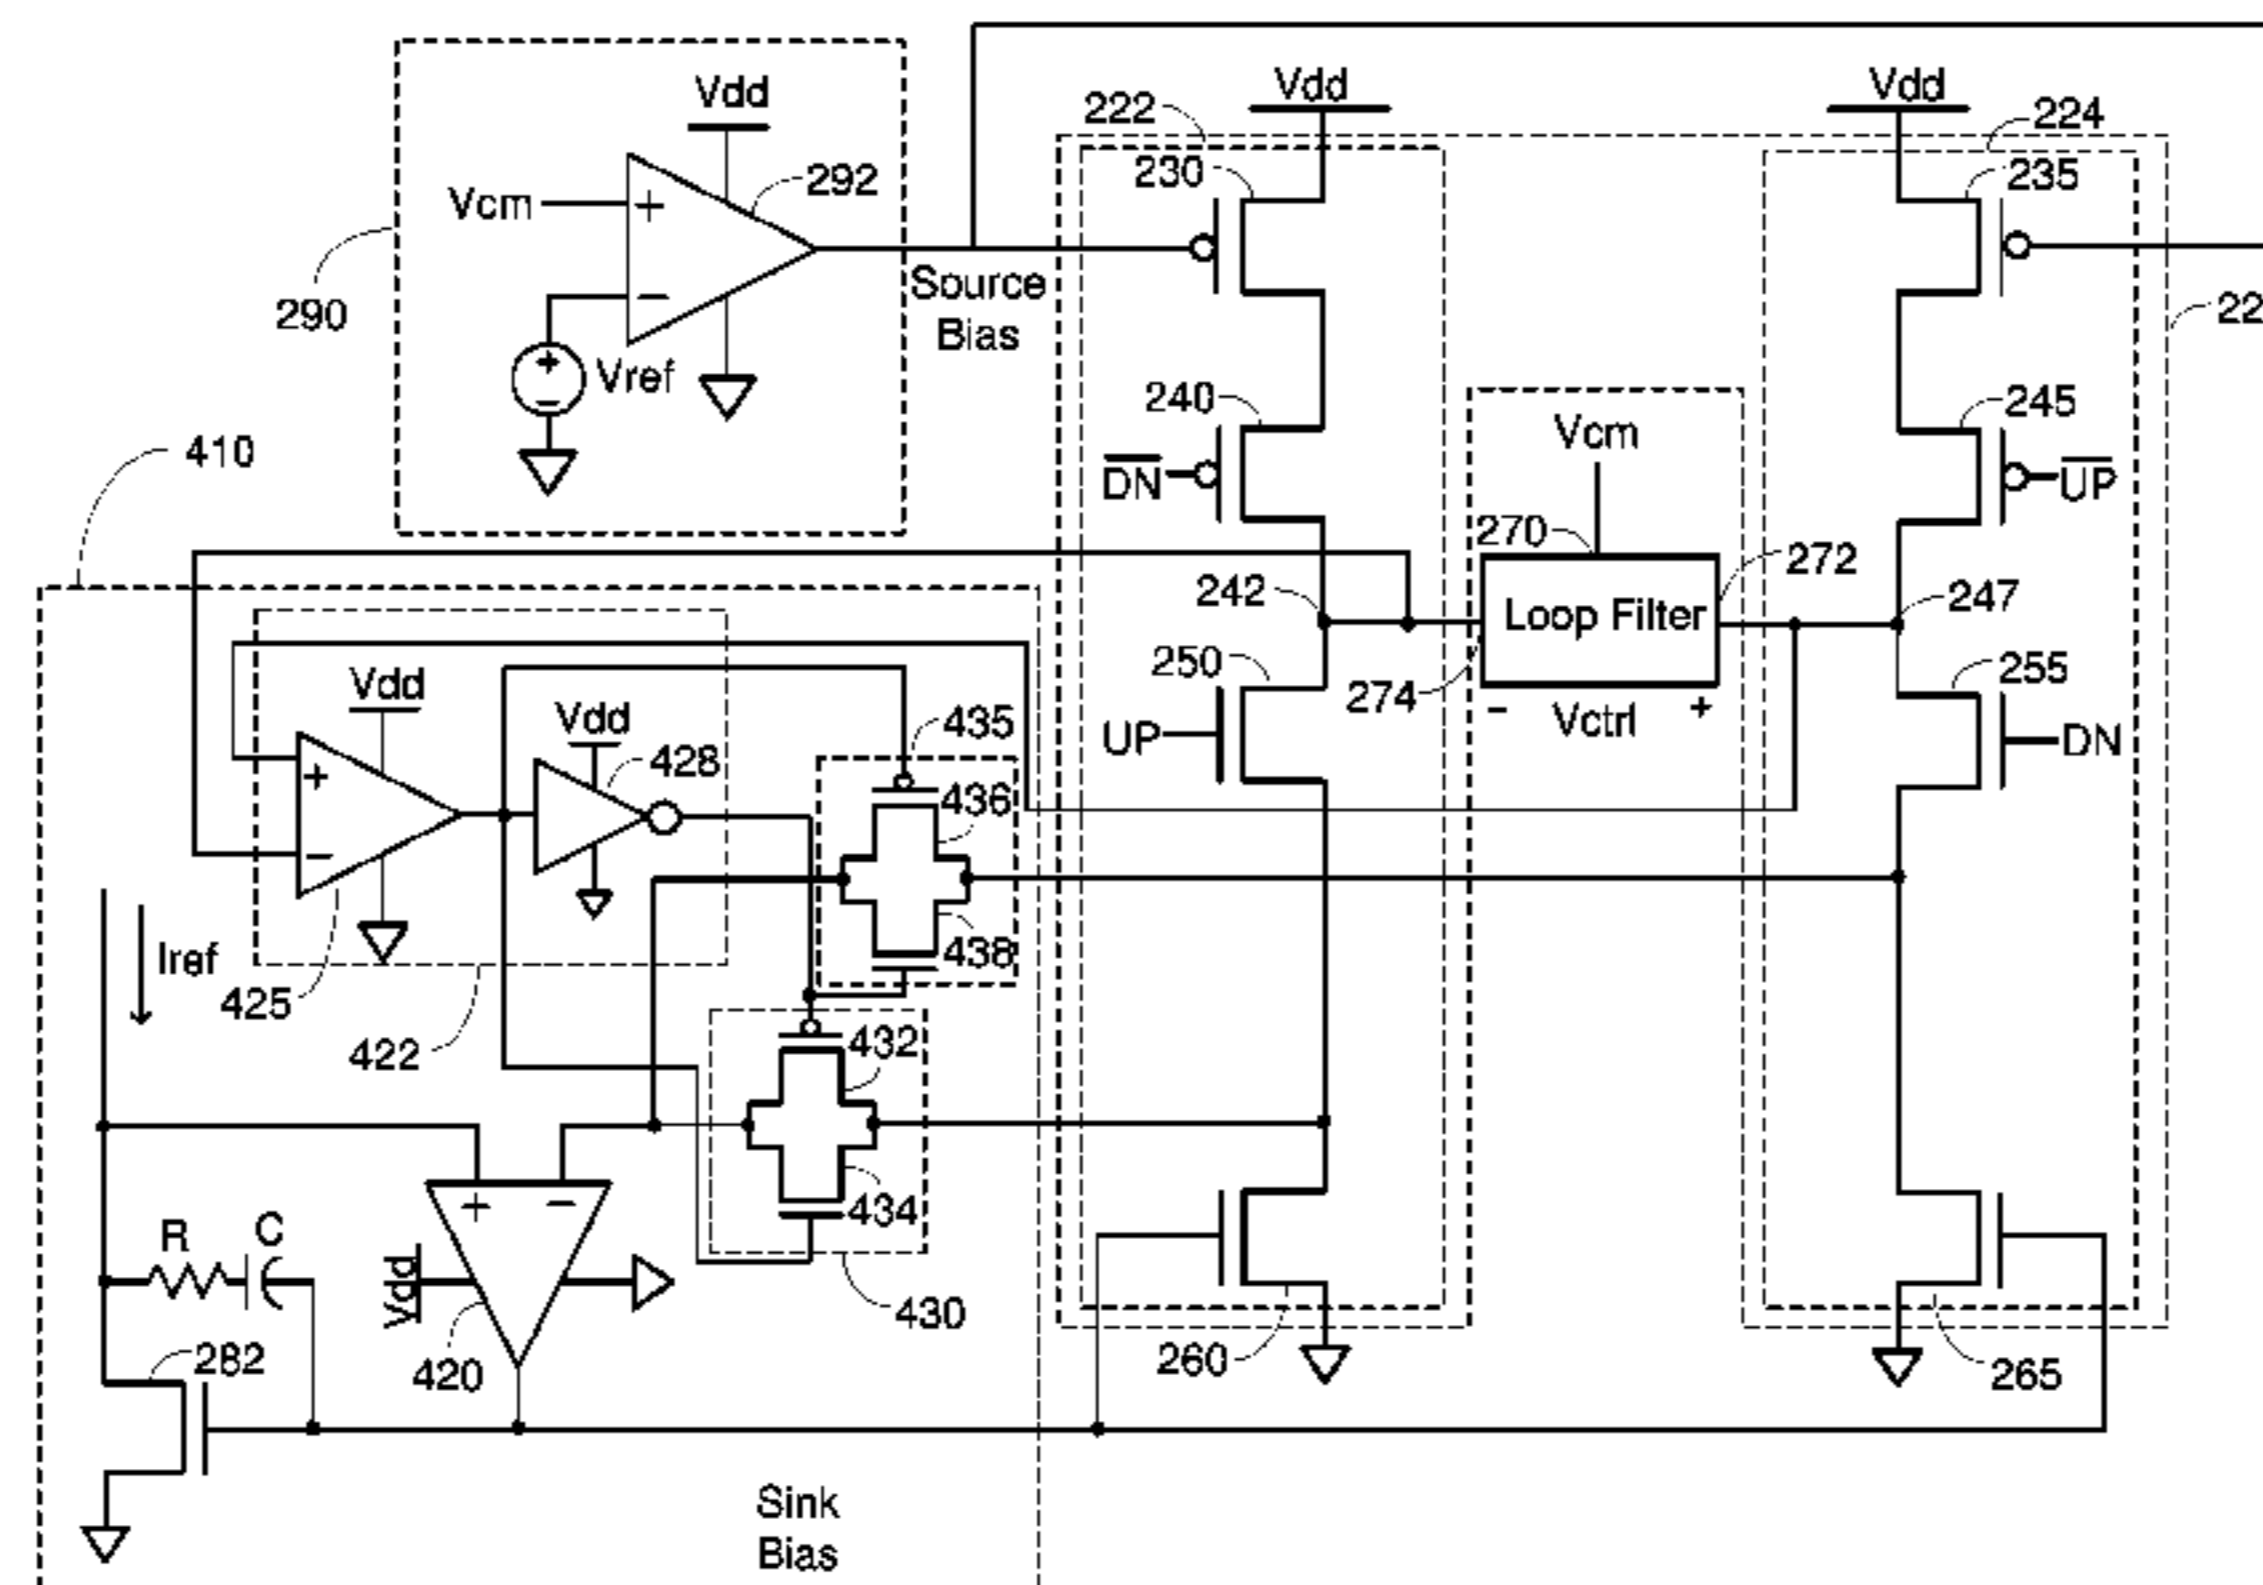 Vdd
Vcm
+
292
−
290
+
−
Vref
Source
Bias
Vdd
222
230
Vdd
224
235
22
240
DN
Vcm
245
UP
410
270
272
242
Loop Filter
247
250
274
− Vctrl +
255
UP
DN
Vdd
Vdd
428
435
+
436
−
438
Iref
425
422
432
434
430
+ −
R C
Vdd
420
282
260
265
Sink
Bias